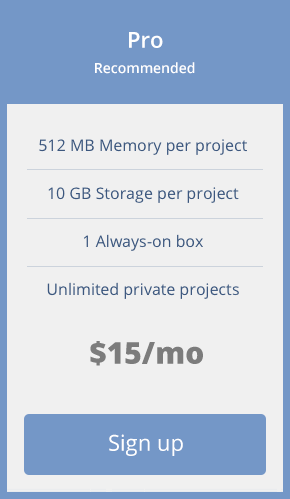 Pro
Recommended
512 MB Memory per project
10 GB Storage per project
1 Always-on box
Unlimited private projects
$15/mo
Sign up